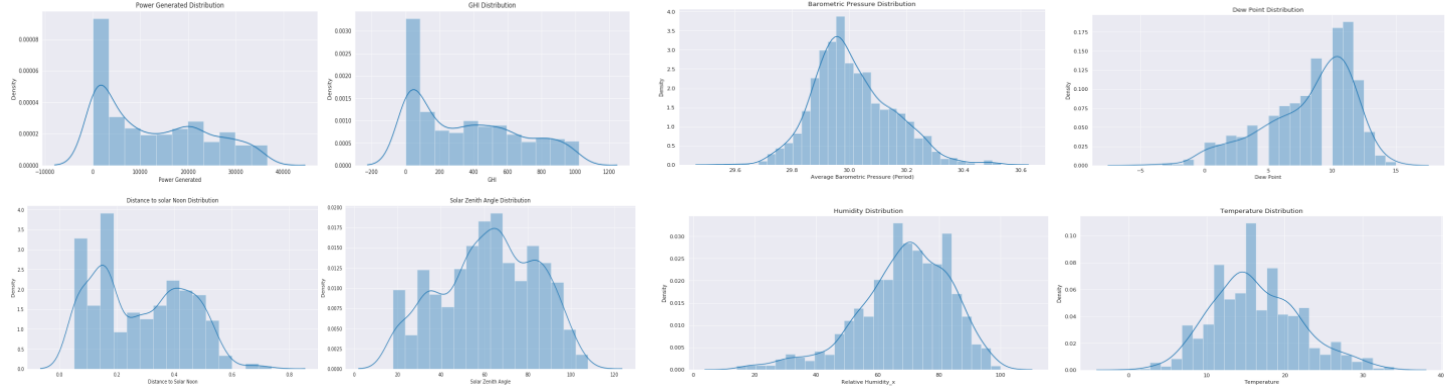 Power Generated Distribution
0.00008
0.00006
0.00004
0.00002
0.00000
Density
-10000 0 10000 20000 30000 40000
Power Generated
GHI Distribution
0.0030
0.0025
0.0020
0.0015
0.0010
0.0005
0.0000
Density
-200 0 200 400 600 800 1000 1200
GHI
Barometric Pressure Distribution
4.0
3.5
3.0
2.5
2.0
1.5
1.0
0.5
0.0
Density
29.6 29.8 30.0 30.2 30.4 30.6
Average Barometric Pressure (Period)
Dew Point Distribution
0.175
0.150
0.125
0.100
0.075
0.050
0.025
0.000
Density
-5 0 5 10 15
Dew Point
Distance to solar Noon Distribution
4.0
3.5
3.0
2.5
2.0
1.5
1.0
0.5
0.0
Density
0.0 0.2 0.4 0.6 0.8
Distance to Solar Noon
Solar Zenith Angle Distribution
0.0200
0.0175
0.0150
0.0125
0.0100
0.0075
0.0050
0.0025
0.0000
Density
0 20 40 60 80 100 120
Solar Zenith Angle
Humidity Distribution
0.030
0.025
0.020
0.015
0.010
0.005
0.000
Density
0 20 40 60 80 100
Relative Humidity_x
Temperature Distribution
0.10
0.08
0.06
0.04
0.02
0.00
Density
0 10 20 30 40
Temperature